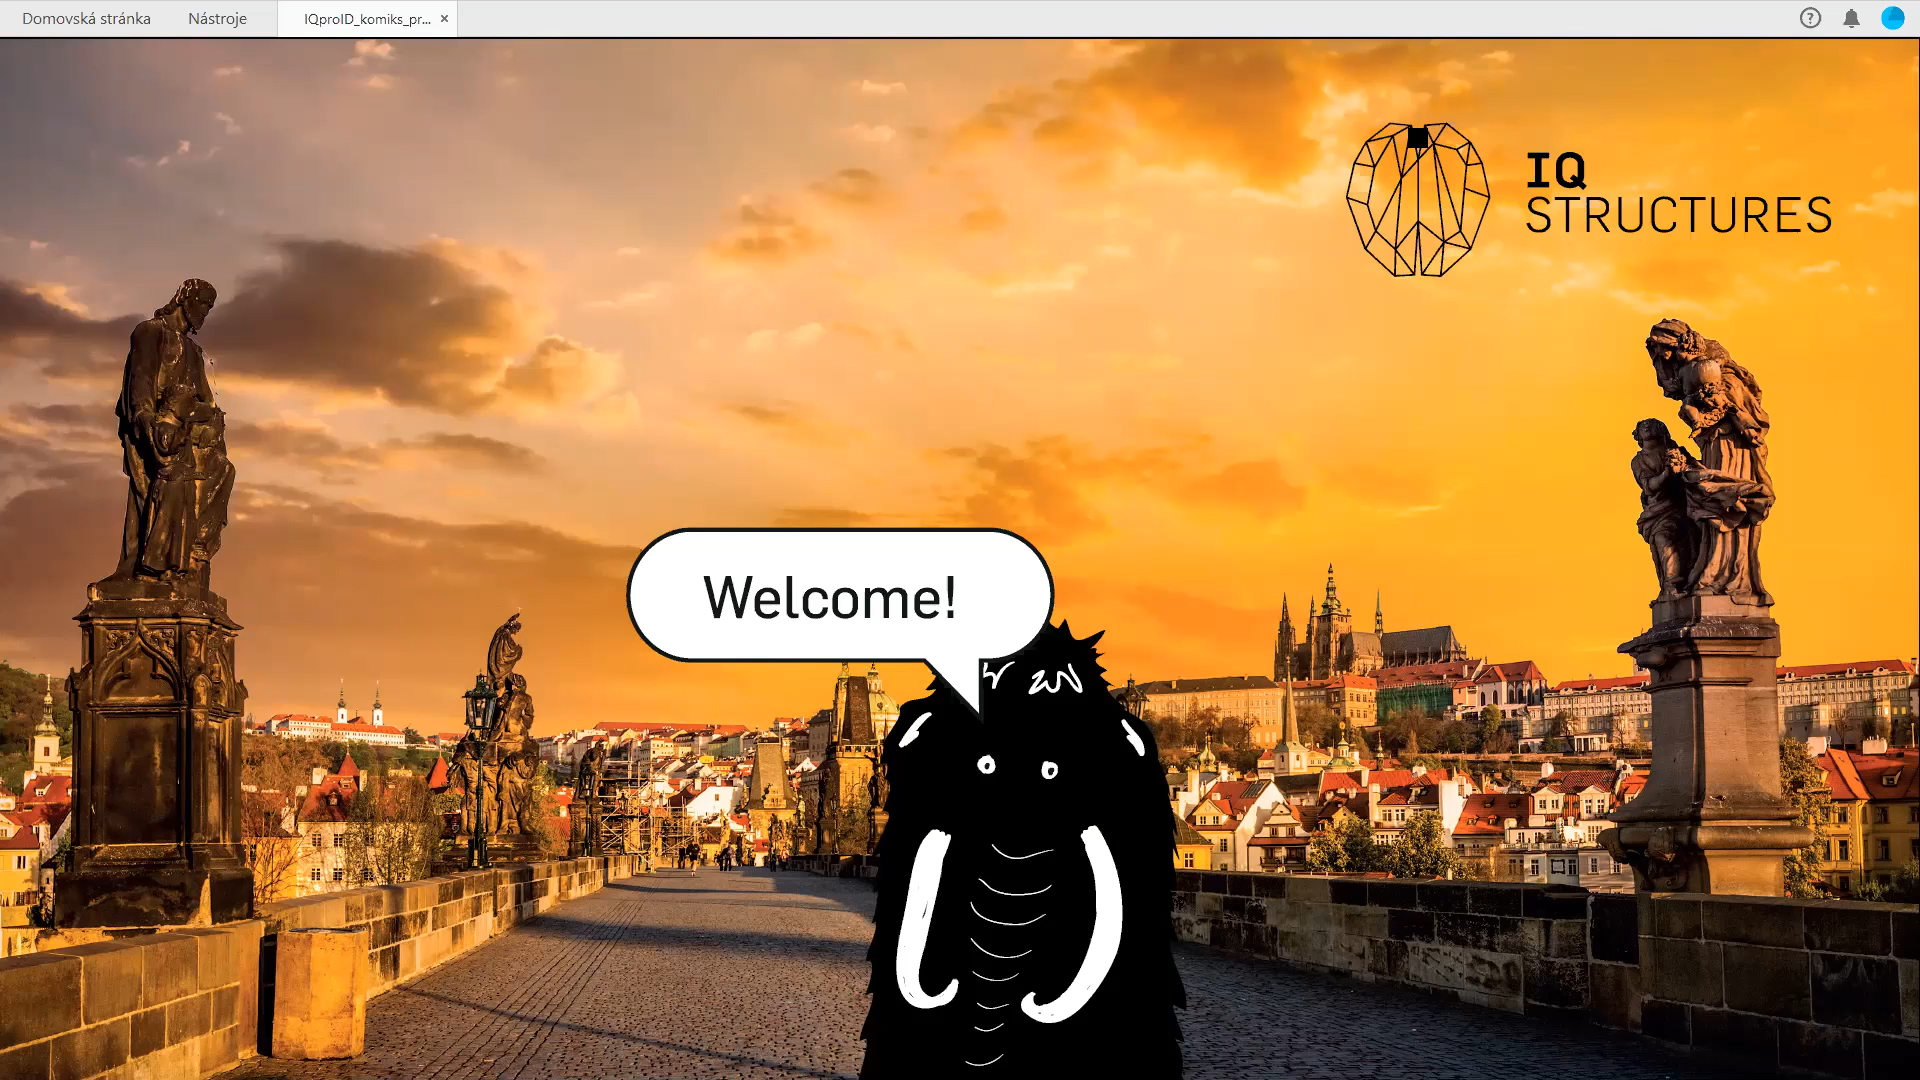 Domovská stránka
Nástroje
IQproID_komiks_pr...
IQ
STRUCTURES
Welcome!